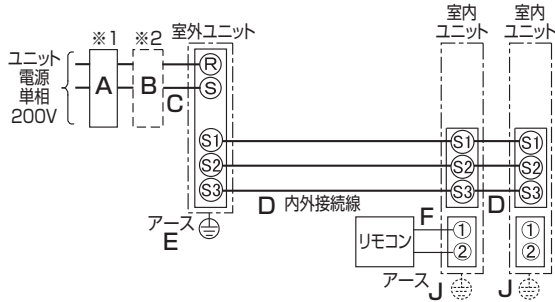 ※1
※2
室外ユニット
室内
ユニット
室内
ユニット
ユニット
電源
単相
200V
A
B
C
R
S
S1
S2
S3
S1
S2
S3
S1
S2
S3
D 内外接続線
D
アース
E
リモコン
F
①
②
①
②
アース J
J